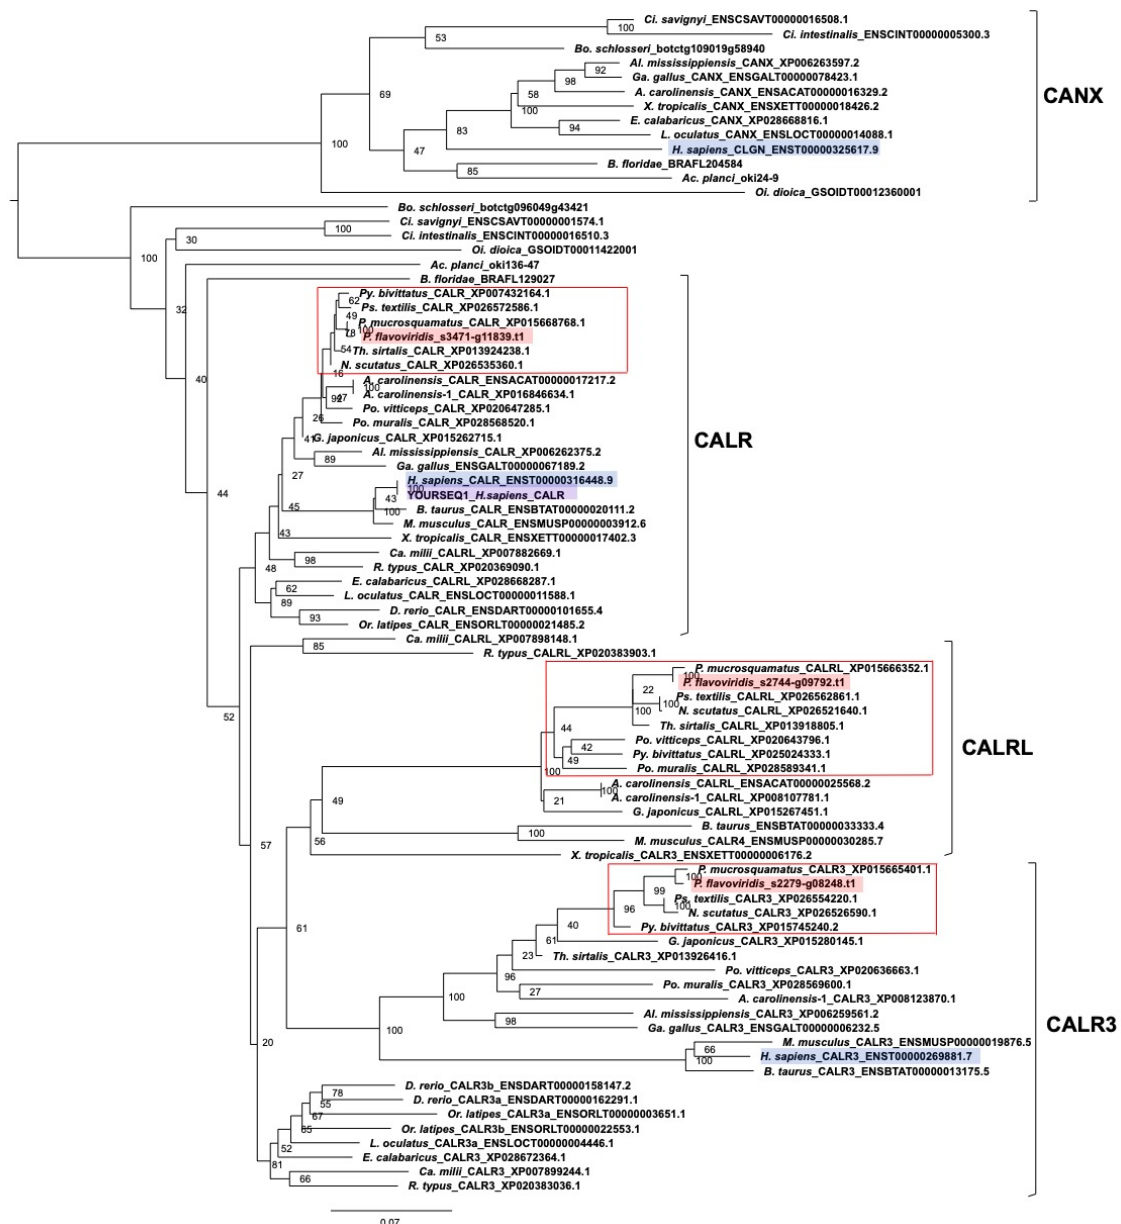 Ci. savignyi_ENSCSAVT00000016508.1
100
Ci. intestinalis_ENSCINT00000005300.3
53
Bo. schlosseri_botctg109019g58940
Al. mississippiensis_CANX_XP006263597.2
92
Ga. gallus_CANX_ENSGALT00000078423.1
98
CANX
69
58
A. carolinensis_CANX_ENSACAT00000016329.2
100
X. tropicalis_CANX_ENSXETT00000018426.2
E. calabaricus_CANX_XP028668816.1
83
94
L. oculatus_CANX_ENSLOCT00000014088.1
100
47
H. sapiens_CLGN_ENST00000325617.9
B. floridae_BRAFL204584
85
Ac. planci_oki24-9
Oi. dioica_GSOIDT00012360001
Bo. schlosseri_botctg096049g43421
Ci. savignyi_ENSCSAVT00000001574.1
100
30
Ci. intestinalis_ENSCINT00000016510.3
Oi. dioica_GSOIDT00011422001
100
Ac. planci_oki136-47
B. floridae_BRAFL129027
Py. bivittatus_CALR_XP007432164.1
62
32
Ps. textilis_CALR_XP026572586.1
49
P. mucrosquamatus_CALR_XP015668768.1
78
100
P. flavoviridis_s3471-g11839.t1
54
Th. sirtalis_CALR_XP013924238.1
N. scutatus_CALR_XP026535360.1
16
40
A. carolinensis_CALR_ENSACAT00000017217.2
100
A. carolinensis-1_CALR_XP016846634.1
Po. vitticeps_CALR_XP020647285.1
26
Po. muralis_CALR_XP028568520.1
41
G. japonicus_CALR_XP015262715.1
CALR
Al. mississippiensis_CALR_XP006262375.2
89
Ga. gallus_ENSGALT00000067189.2
27
H. sapiens_CALR_ENST00000316448.9
100
44
43
YOURSEQ1_H.sapiens_CALR
45
100
B. taurus_CALR_ENSBTAT00000020111.2
M. musculus_CALR_ENSMUSP00000003912.6
43
X. tropicalis_CALR_ENSXETT00000017402.3
Ca. milii_CALRL_XP007882669.1
98
48
R. typus_CALR_XP020369090.1
E. calabaricus_CALRL_XP028668287.1
62
L. oculatus_CALR_ENSLOCT00000011588.1
89
D. rerio_CALR_ENSDART00000101655.4
93
Or. latipes_CALR_ENSORLT00000021485.2
Ca. milii_CALRL_XP007898148.1
85
R. typus_CALRL_XP020383903.1
P. mucrosquamatus_CALRL_XP015666352.1
100
P. flavoviridis_s2744-g09792.t1
22
Ps. textilis_CALRL_XP026562861.1
100
100
N. scutatus_CALRL_XP026521640.1
52
Th. sirtalis_CALRL_XP013918805.1
44
Po. vitticeps_CALRL_XP020643796.1
42
CALRL
Py. bivittatus_CALRL_XP025024333.1
49
Po. muralis_CALRL_XP028589341.1
100
A. carolinensis_CALRL_ENSACAT00000025568.2
100
A. carolinensis-1_CALRL_XP008107781.1
49
21
G. japonicus_CALRL_XP015267451.1
B. taurus_ENSBTAT00000033333.4
100
56
M. musculus_CALR4_ENSMUSP00000030285.7
57
X. tropicalis_CALR3_ENSXETT00000006176.2
P. mucrosquamatus_CALR3_XP015665401.1
100
P. flavoviridis_s2279-g08248.t1
99
Ps. textilis_CALR3_XP026554220.1
100
96
N. scutatus_CALR3_XP026526590.1
61
40
Py. bivittatus_CALR3_XP015745240.2
61
G. japonicus_CALR3_XP015280145.1
23
Th. sirtalis_CALR3_XP013926416.1
96
Po. vitticeps_CALR3_XP020636663.1
Po. muralis_CALR3_XP028569600.1
100
27
A. carolinensis-1_CALR3_XP008123870.1
Al. mississippiensis_CALR3_XP006259561.2
98
Ga. gallus_CALR3_ENSGALT00000006232.5
CALR3
100
20
M. musculus_CALR3_ENSMUSP00000019876.5
66
H. sapiens_CALR3_ENST00000269881.7
100
B. taurus_CALR3_ENSBTAT00000013175.5
D. rerio_CALR3b_ENSDART00000158147.2
78
D. rerio_CALR3a_ENSDART00000162291.1
55
Or. latipes_CALR3a_ENSORLT00000003651.1
67
Or. latipes_CALR3b_ENSORLT00000022553.1
L. oculatus_CALR3a_ENSLOCT00000004446.1
52
E. calabaricus_CALR3_XP028672364.1
81
Ca. milii_CALR3_XP007899244.1
66
R. typus_CALR3_XP020383036.1
0.07